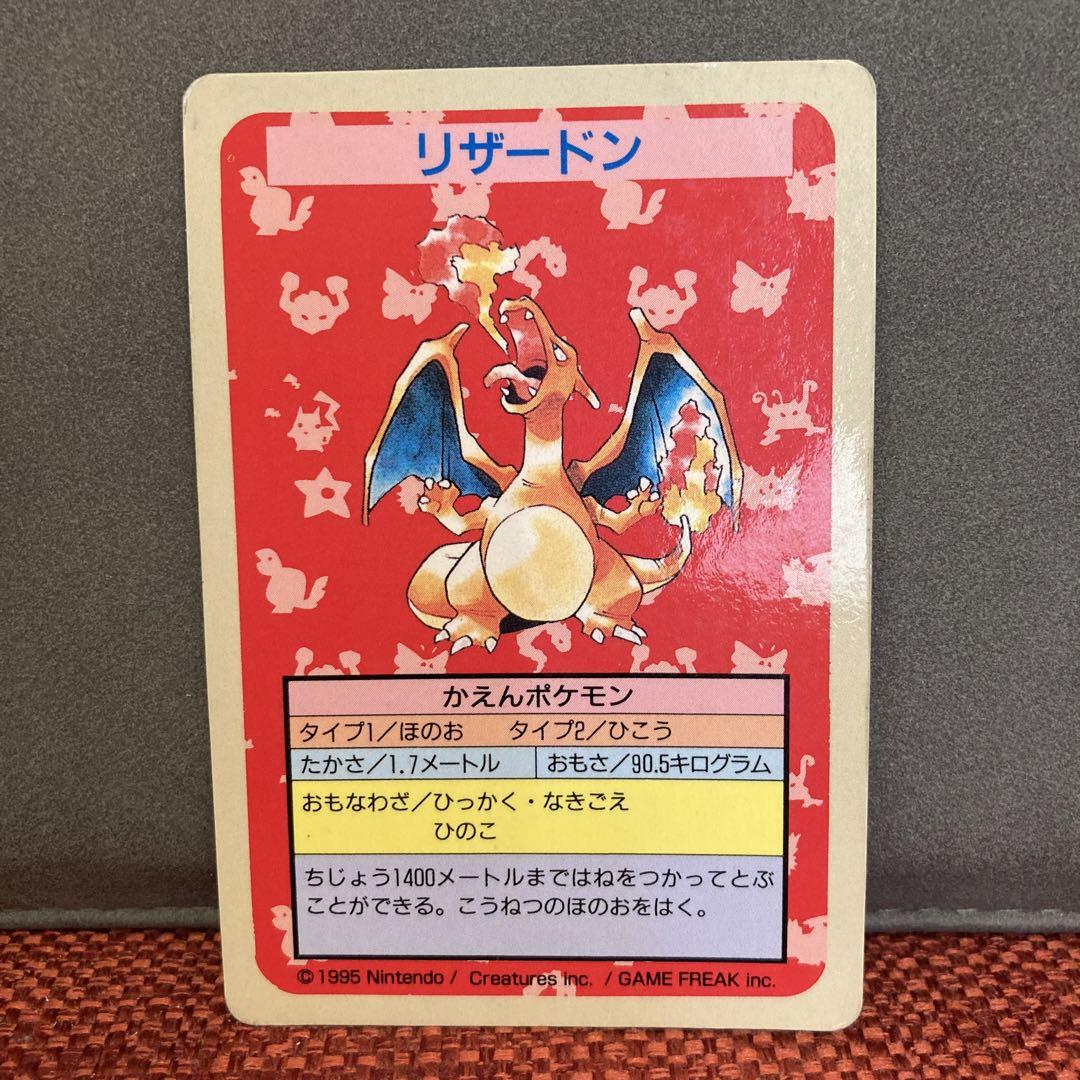 リザードン
かえんポケモン
タイプ1/ほのお タイプ2/ひこう
たかさ/1.7メートル おもさ/90.5キログラム
おもなわざ/ひっかく・なきごえ
ひのこ
ちじょう1400メートルまではねをつかってとぶ
ことができる。こうねつのほのおをはく。
©1995 Nintendo / Creatures inc. / GAME FREAK inc.